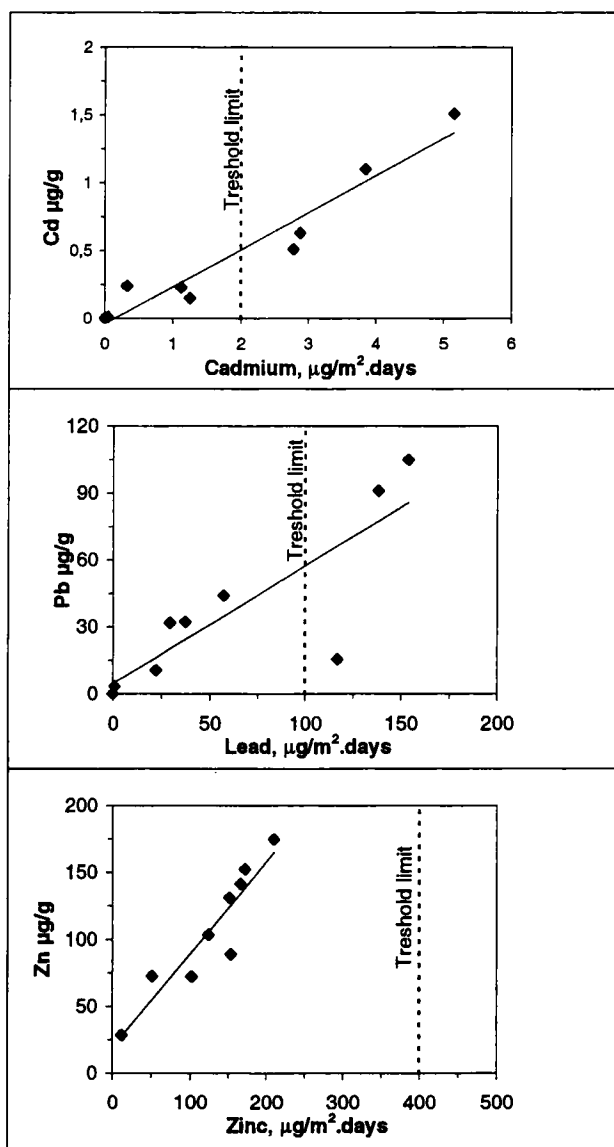 2
1,5
1
0,5
0
Cd µg/g
Treshold limit
0 1 2 3 4 5 6
Cadmium, µg/m².days
120
90
60
30
0
Pb µg/g
Treshold limit
0 50 100 150 200
Lead, µg/m².days
200
150
100
50
0
Zn µg/g
Treshold limit
0 100 200 300 400 500
Zinc, µg/m².days